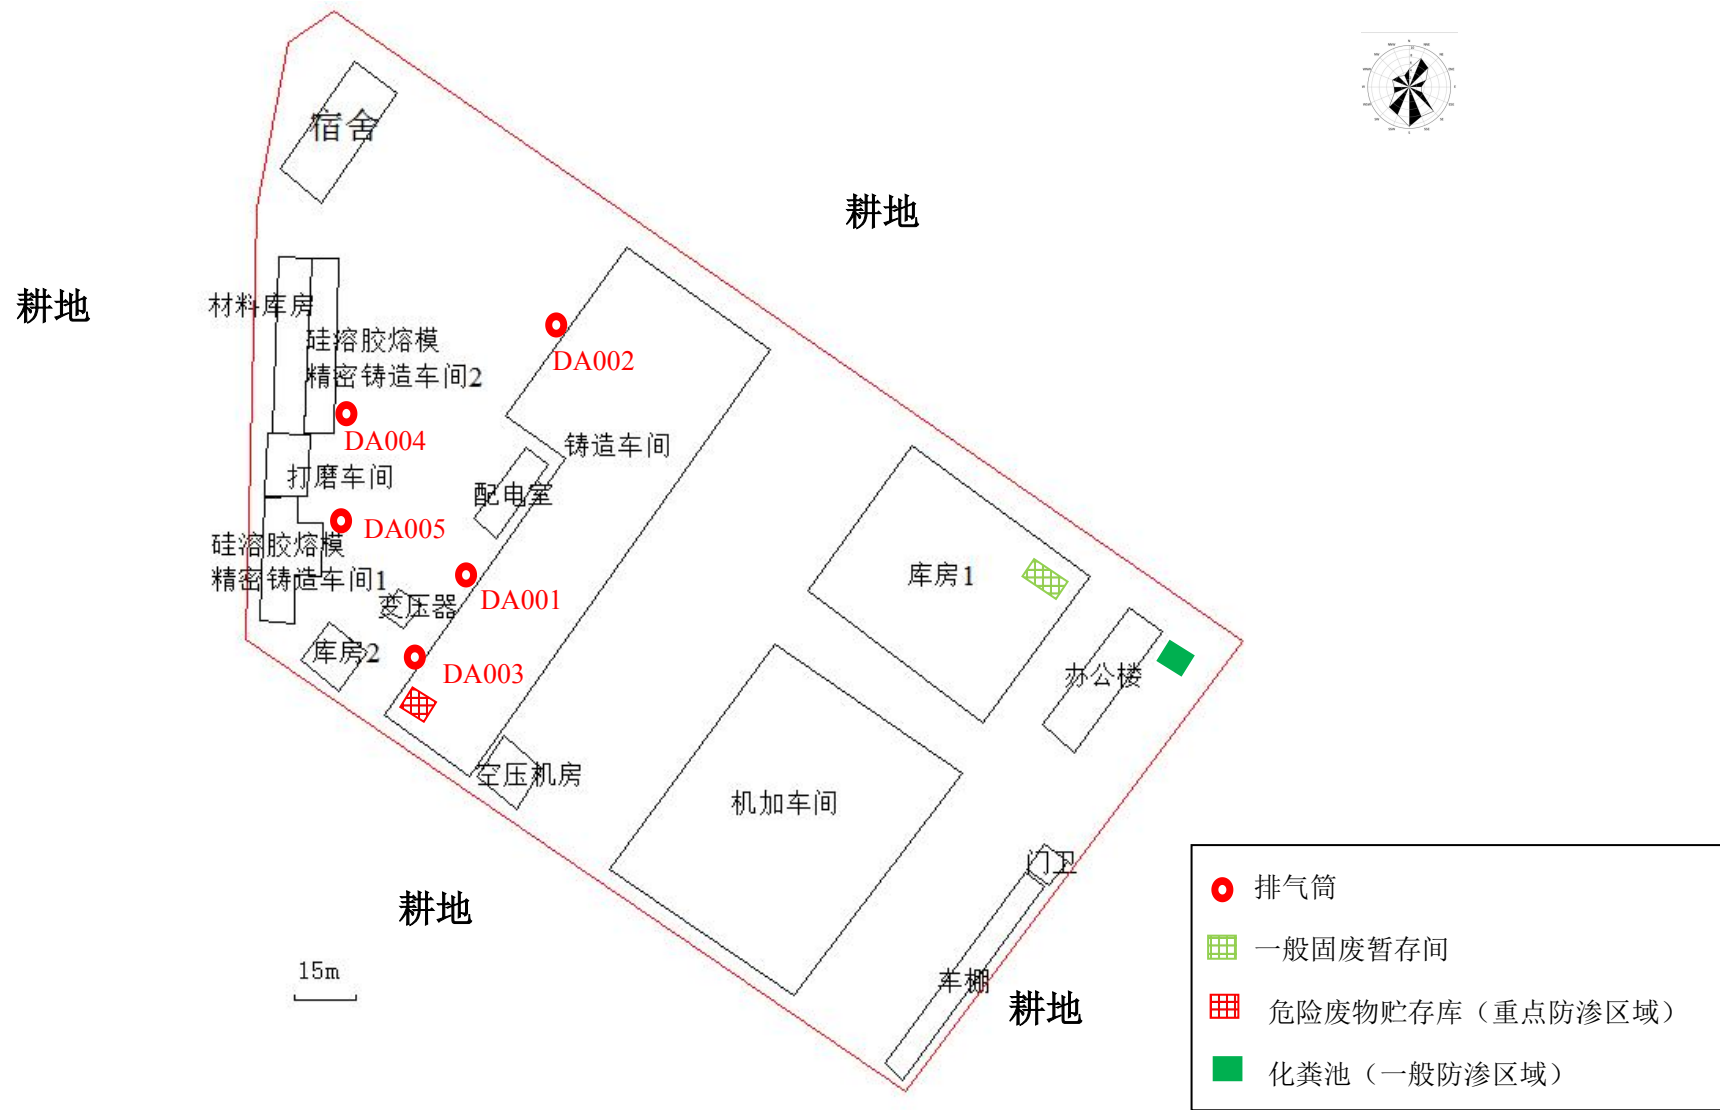 宿舍
耕地
耕地
材料库房
硅溶胶熔模
精密铸造车间2
DA002
DA004
铸造车间
打磨车间
配电室
DA005
硅溶胶熔模
精密铸造车间1
库房1
DA001
变压器
库房2
DA003
办公楼
空压机房
机加车间
门卫
耕地
15m
车棚
耕地
排气筒
一般固废暂存间
危险废物贮存库（重点防渗区域）
化粪池（一般防渗区域）